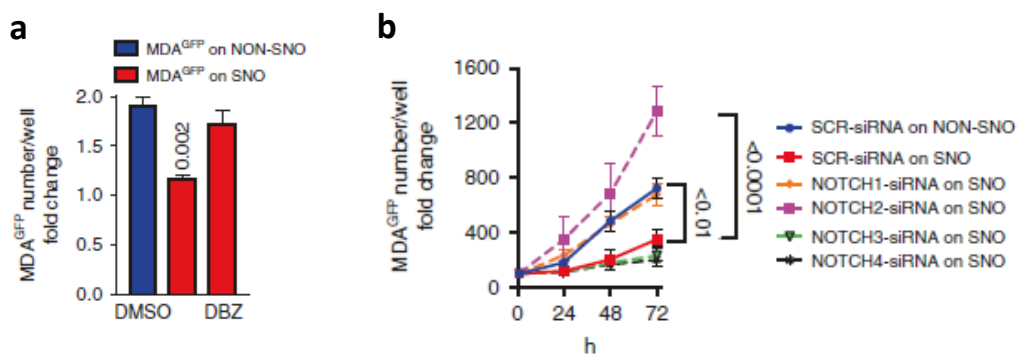 a
MDA^GFP on NON-SNO
MDA^GFP on SNO
MDA^GFP number/well
fold change
2.0
1.5
1.0
0.5
0.0
0.002
DMSO DBZ
b
MDA^GFP number/well
fold change
1600
1200
800
400
0
0 24 48 72
h
<0.01
<0.0001
SCR-siRNA on NON-SNO
SCR-siRNA on SNO
NOTCH1-siRNA on SNO
NOTCH2-siRNA on SNO
NOTCH3-siRNA on SNO
NOTCH4-siRNA on SNO